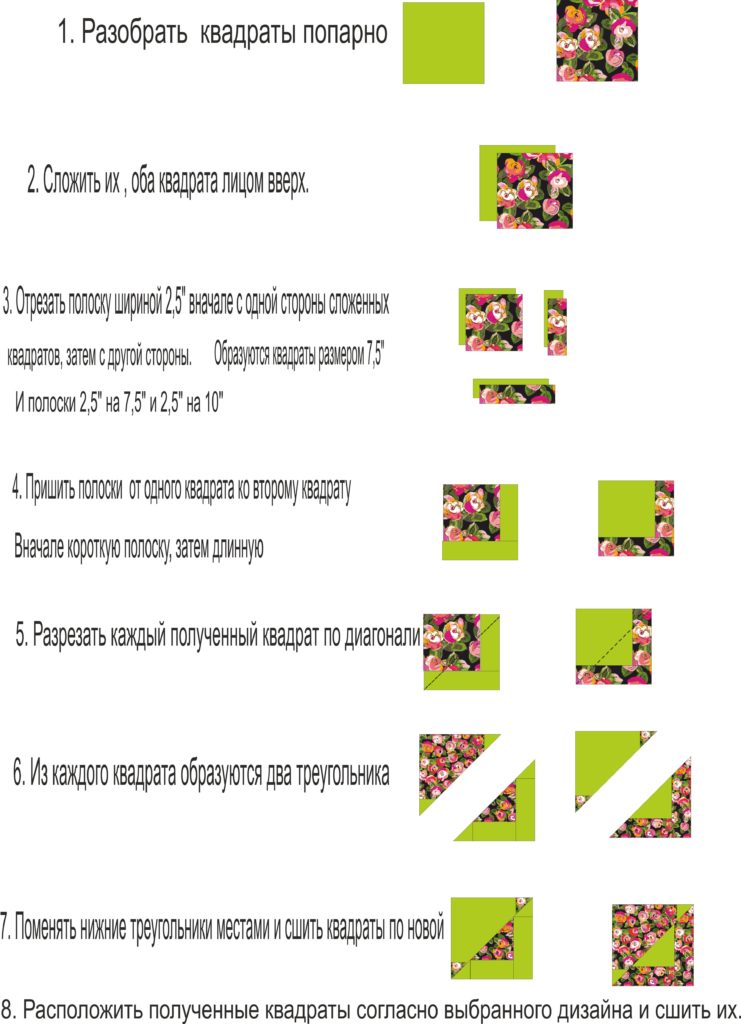 1. Разобрать квадраты попарно
2. Сложить их , оба квадрата лицом вверх.
3. Отрезать полоску шириной 2,5" вначале с одной стороны сложенных
квадратов, затем с другой стороны. Образуются квадраты размером 7,5"
И полоски 2,5" на 7,5" и 2,5" на 10"
4. Пришить полоски от одного квадрата ко второму квадрату
Вначале короткую полоску, затем длинную
5. Разрезать каждый полученный квадрат по диагонали
6. Из каждого квадрата образуются два треугольника
7. Поменять нижние треугольники местами и сшить квадраты по новой
8. Расположить полученные квадраты согласно выбранного дизайна и сшить их.